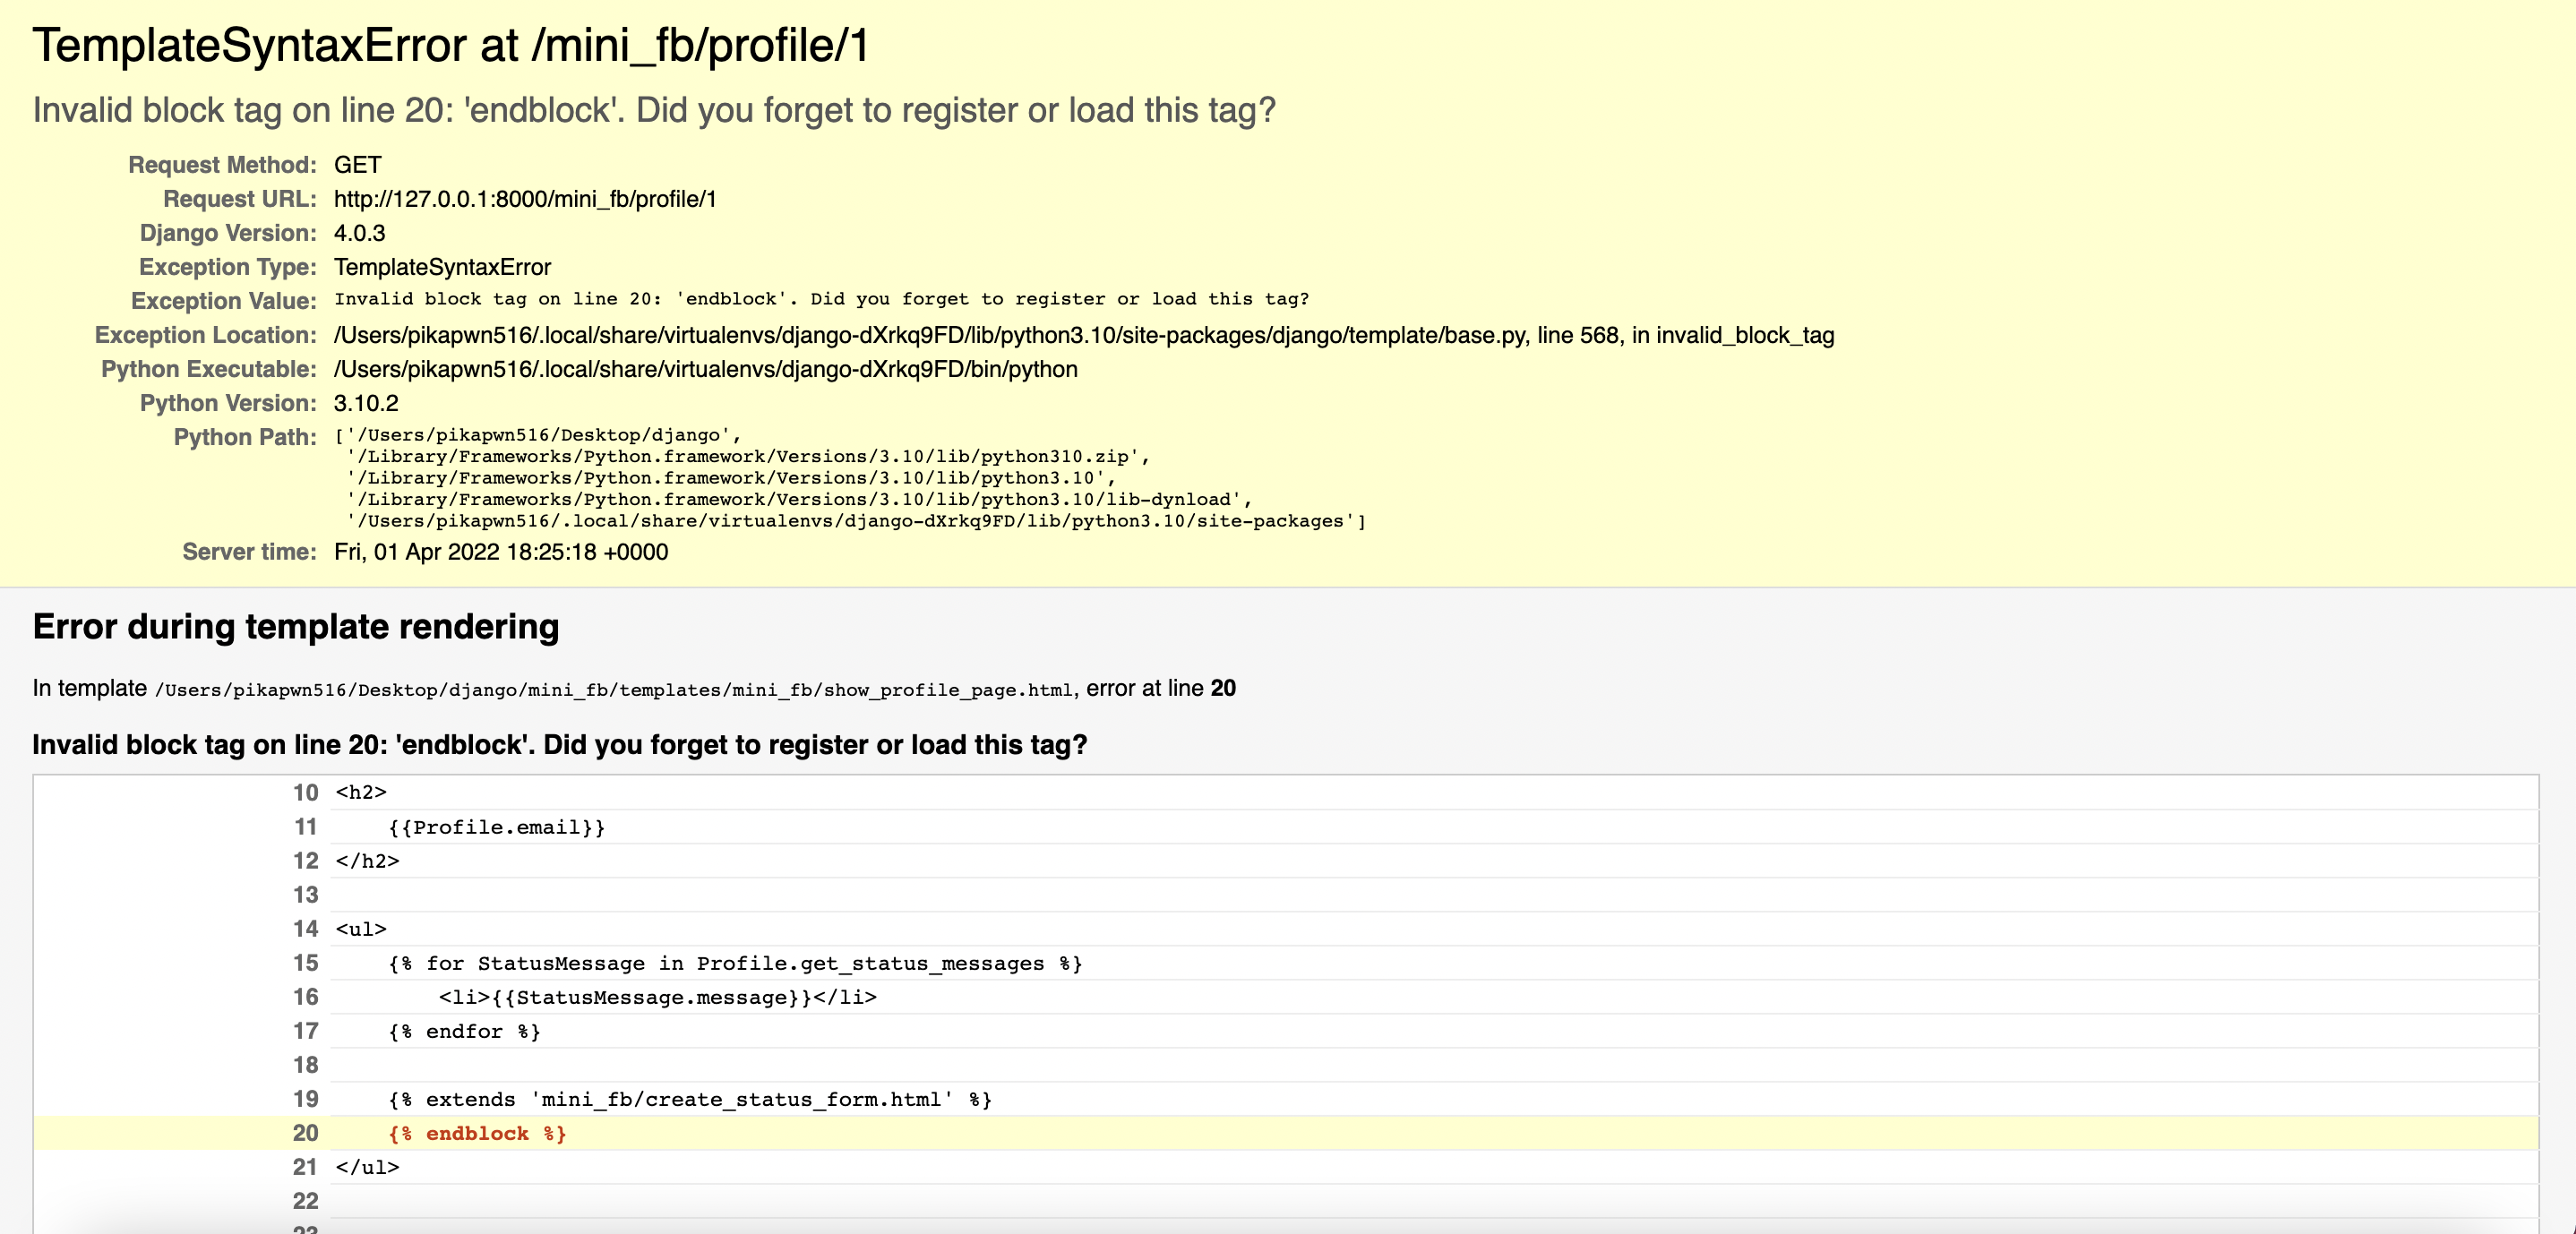 TemplateSyntaxError at /mini_fb/profile/1
Invalid block tag on line 20: 'endblock'. Did you forget to register or load this tag?
Request Method: GET
Request URL: http://127.0.0.1:8000/mini_fb/profile/1
Django Version: 4.0.3
Exception Type: TemplateSyntaxError
Exception Value: Invalid block tag on line 20: 'endblock'. Did you forget to register or load this tag?
Exception Location: /Users/pikapwn516/.local/share/virtualenvs/django-dXrkq9FD/lib/python3.10/site-packages/django/template/base.py, line 568, in invalid_block_tag
Python Executable: /Users/pikapwn516/.local/share/virtualenvs/django-dXrkq9FD/bin/python
Python Version: 3.10.2
Python Path: ['/Users/pikapwn516/Desktop/django',
'/Library/Frameworks/Python.framework/Versions/3.10/lib/python310.zip',
'/Library/Frameworks/Python.framework/Versions/3.10/lib/python3.10',
'/Library/Frameworks/Python.framework/Versions/3.10/lib/python3.10/lib-dynload',
'/Users/pikapwn516/.local/share/virtualenvs/django-dXrkq9FD/lib/python3.10/site-packages']
Server time: Fri, 01 Apr 2022 18:25:18 +0000
Error during template rendering
In template /Users/pikapwn516/Desktop/django/mini_fb/templates/mini_fb/show_profile_page.html, error at line 20
Invalid block tag on line 20: 'endblock'. Did you forget to register or load this tag?
10 <h2>
11 {{Profile.email}}
12 </h2>
13
14 <ul>
15 {% for StatusMessage in Profile.get_status_messages %}
16 <li>{{StatusMessage.message}}</li>
17 {% endfor %}
18
19 {% extends 'mini_fb/create_status_form.html' %}
20 {% endblock %}
21 </ul>
22